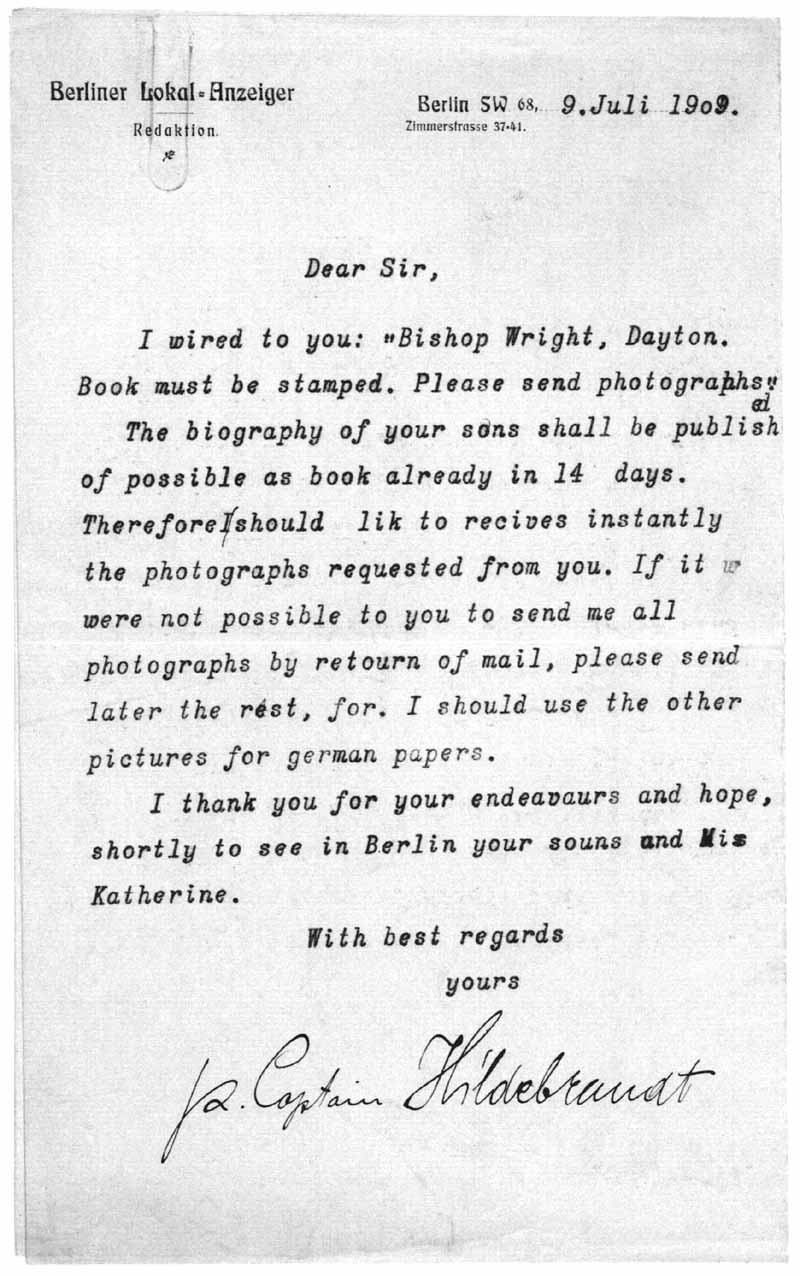 Berliner Lokal=Anzeiger
Redaktion.
Berlin SW 68, 9.Juli 1909.
Zimmerstrasse 37-41.
Dear Sir,
I wired to you: "Bishop Wright, Dayton.
Book must be stamped. Please send photographs"
The biography of your sons shall be published
of possible as book already in 14 days.
Therefore I should lik to recives instantly
the photographs requested from you. If it w
were not possible to you to send me all
photographs by retourn of mail, please send
later the rest, for. I should use the other
pictures for german papers.
I thank you for your endeavaurs and hope,
shortly to see in Berlin your souns and Mis
Katherine.
With best regards
yours
Captain Hildebrandt